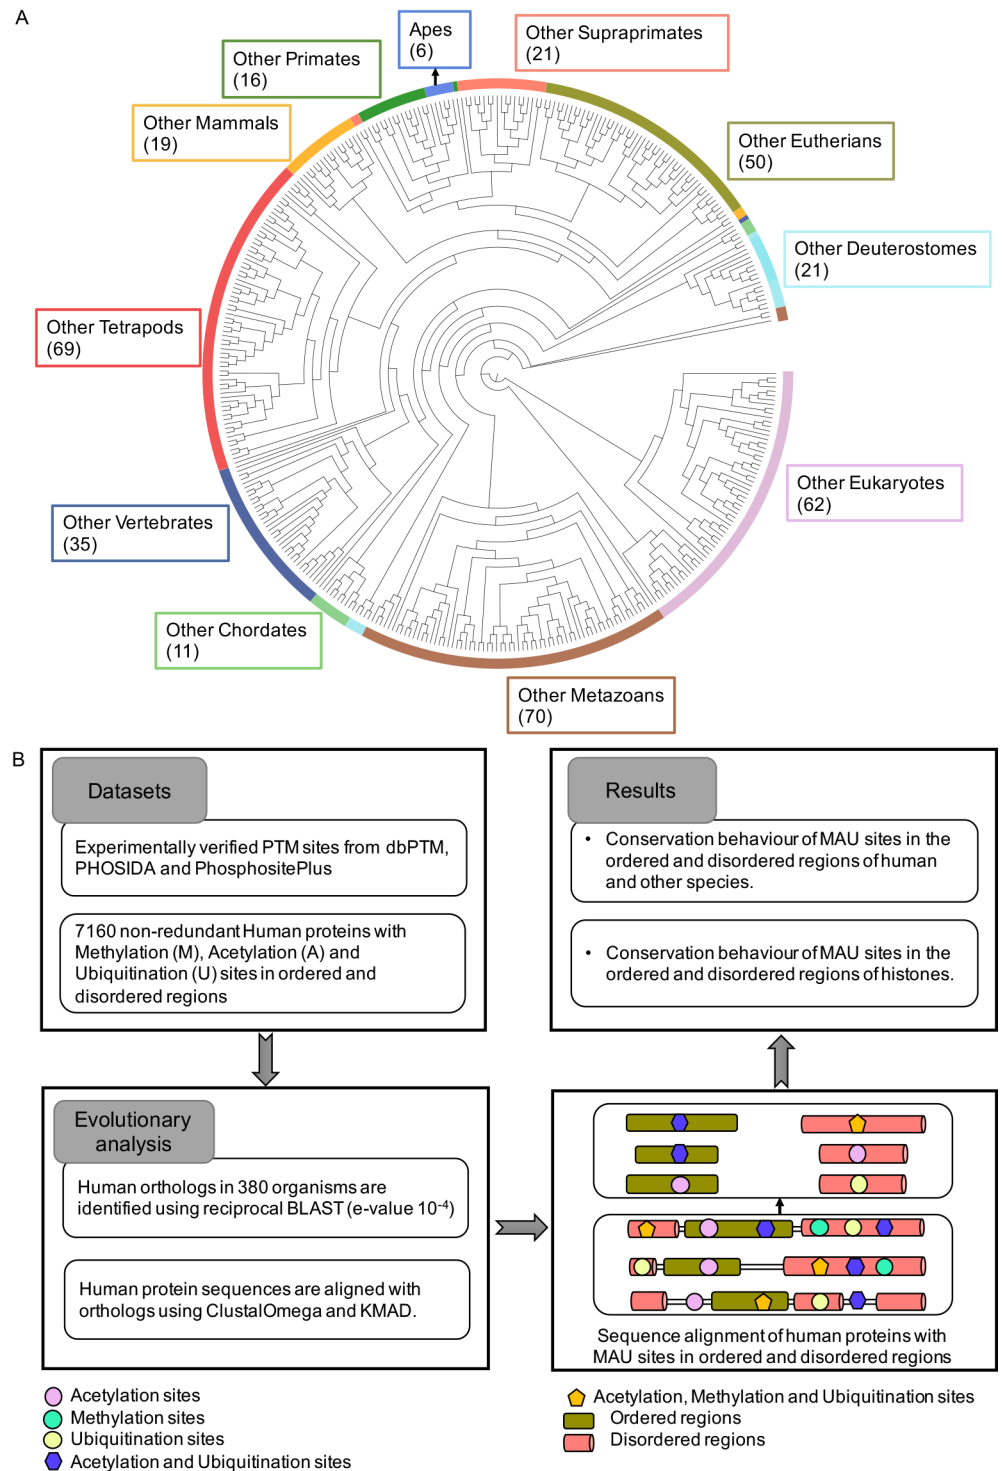 A
Apes
(6)
Other Supraprimates
(21)
Other Primates
(16)
Other Mammals
(19)
Other Eutherians
(50)
Other Deuterostomes
(21)
Other Tetrapods
(69)
Other Eukaryotes
(62)
Other Vertebrates
(35)
Other Chordates
(11)
Other Metazoans
(70)
B
Datasets
Experimentally verified PTM sites from dbPTM,
PHOSIDA and PhosphositePlus
7160 non-redundant Human proteins with
Methylation (M), Acetylation (A) and
Ubiquitination (U) sites in ordered and
disordered regions
Results
• Conservation behaviour of MAU sites in the
ordered and disordered regions of human
and other species.
• Conservation behaviour of MAU sites in the
ordered and disordered regions of histones.
Evolutionary
analysis
Human orthologs in 380 organisms are
identified using reciprocal BLAST (e-value 10⁻⁴)
Human protein sequences are aligned with
orthologs using ClustalOmega and KMAD.
Sequence alignment of human proteins with
MAU sites in ordered and disordered regions
Acetylation sites
Methylation sites
Ubiquitination sites
Acetylation and Ubiquitination sites
Acetylation, Methylation and Ubiquitination sites
Ordered regions
Disordered regions